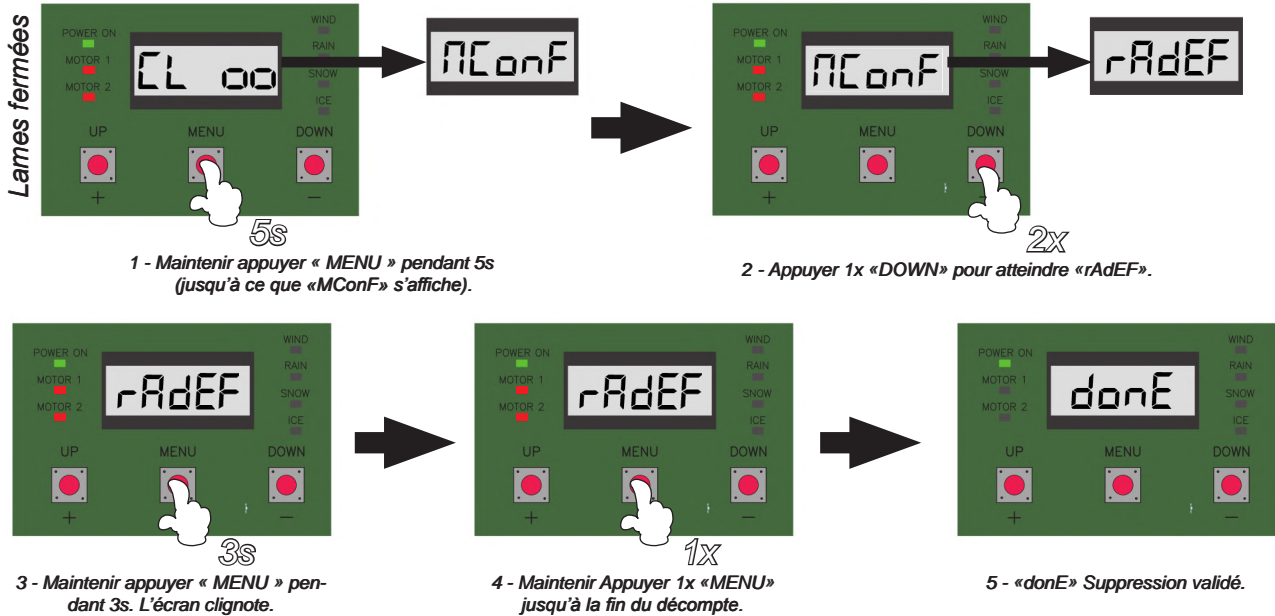 Lames fermées
POWER ON
MOTOR 1
MOTOR 2
CL oo
WIND
RAIN
SNOW
ICE
UP
MENU
DOWN
+
–
5s
MConF
1 - Maintenir appuyer « MENU » pendant 5s
(jusqu'à ce que «MConF» s'affiche).
POWER ON
MOTOR 1
MOTOR 2
MConF
WIND
RAIN
SNOW
ICE
UP
MENU
DOWN
+
2x
rAdEF
2 - Appuyer 1x «DOWN» pour atteindre «rAdEF».
POWER ON
MOTOR 1
MOTOR 2
rAdEF
WIND
RAIN
SNOW
ICE
UP
MENU
DOWN
+
–
3s
3 - Maintenir appuyer « MENU » pen-
dant 3s. L'écran clignote.
POWER ON
MOTOR 1
MOTOR 2
rAdEF
WIND
RAIN
SNOW
ICE
UP
MENU
DOWN
+
–
1x
4 - Maintenir Appuyer 1x «MENU»
jusqu'à la fin du décompte.
POWER ON
MOTOR 1
MOTOR 2
donE
WIND
RAIN
SNOW
ICE
UP
MENU
DOWN
+
–
5 - «donE» Suppression validé.